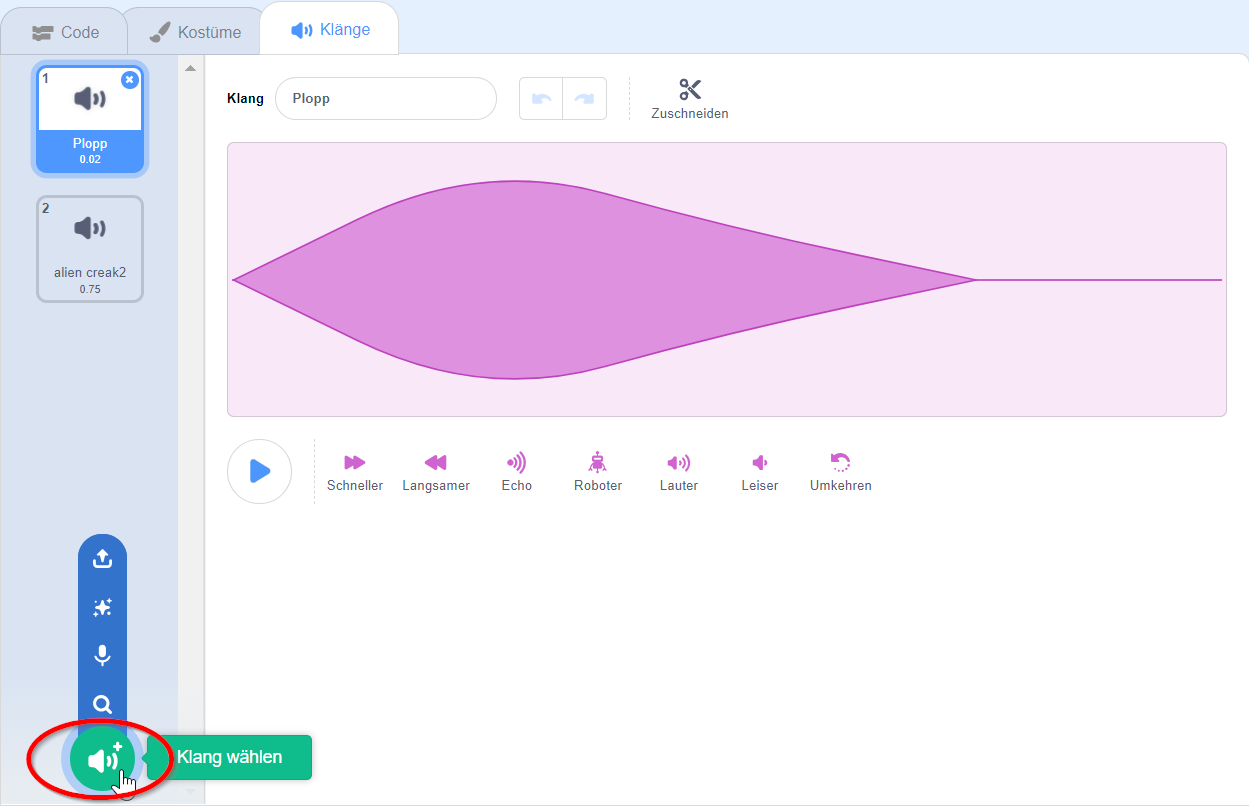 Code
Kostüme
Klänge
1
Plopp
0.02
2
alien creak2
0.75
Klang
Plopp
Zuschneiden
Schneller
Langsamer
Echo
Roboter
Lauter
Leiser
Umkehren
Klang wählen